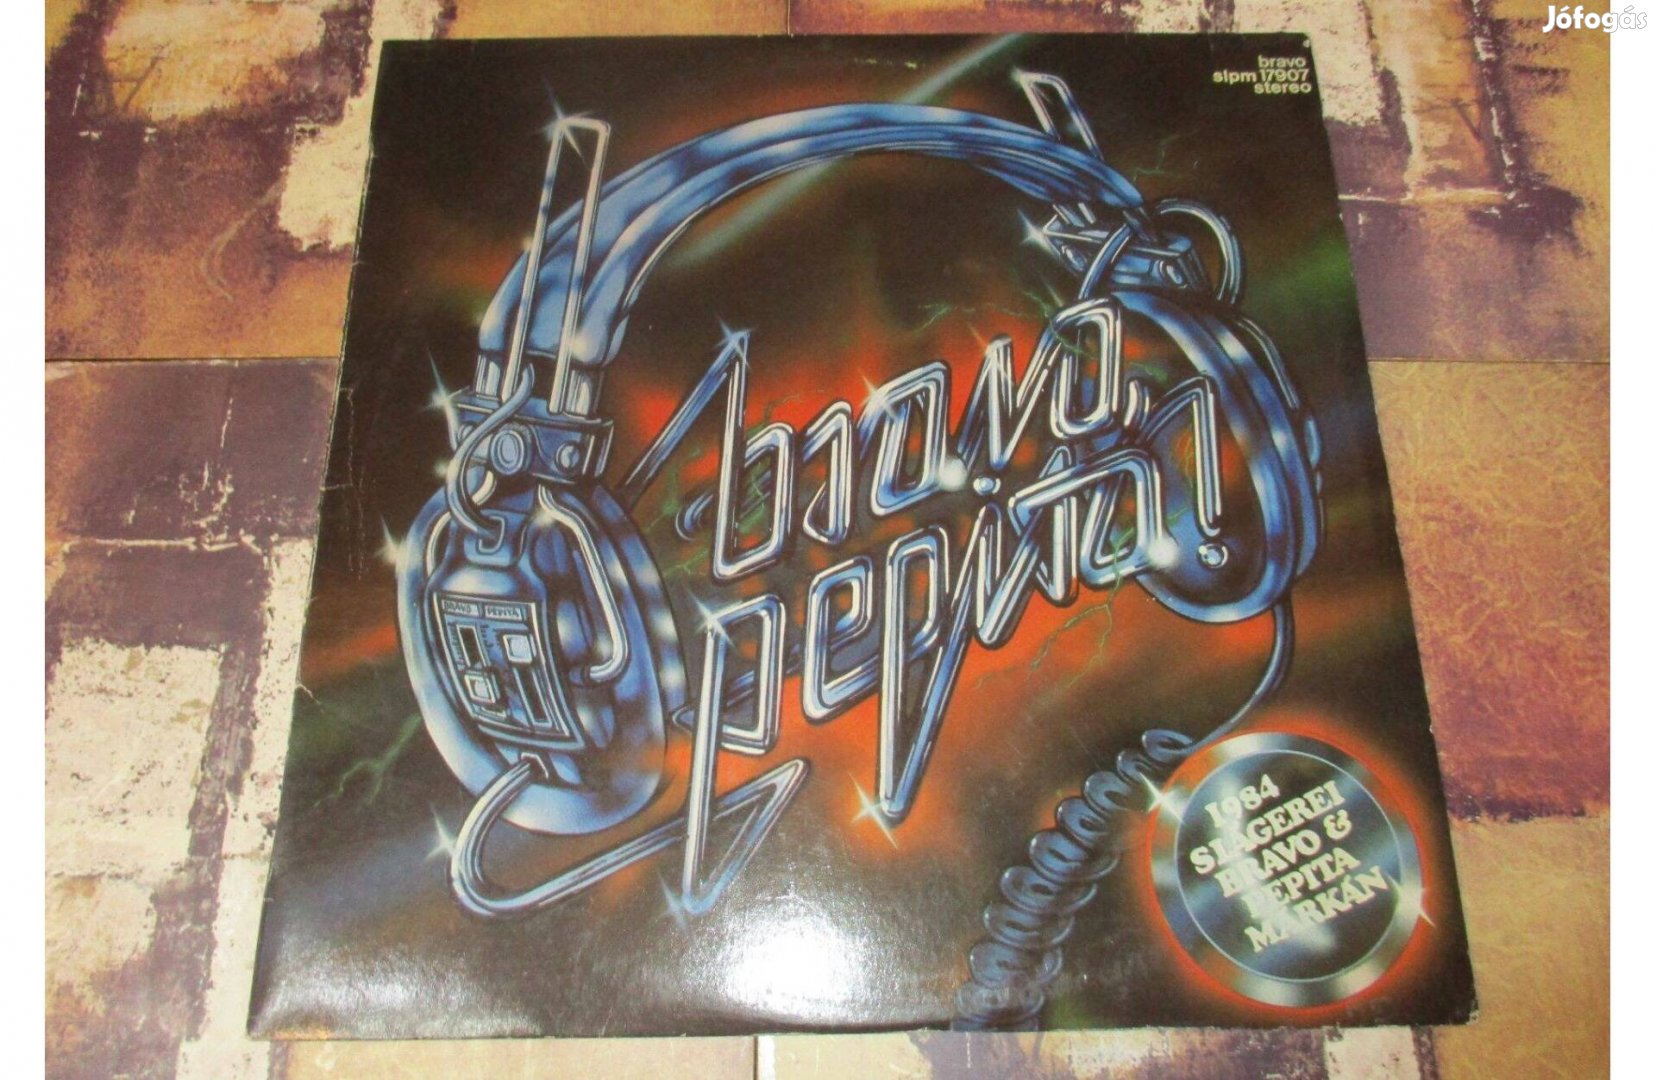 Jófogás
bravo
slpm 17907
stereo
bravo,
pepita!
BRAVO PEPITA
1984
SLÁGEREI
BRAVO &
PEPITA
MÁRKÁN